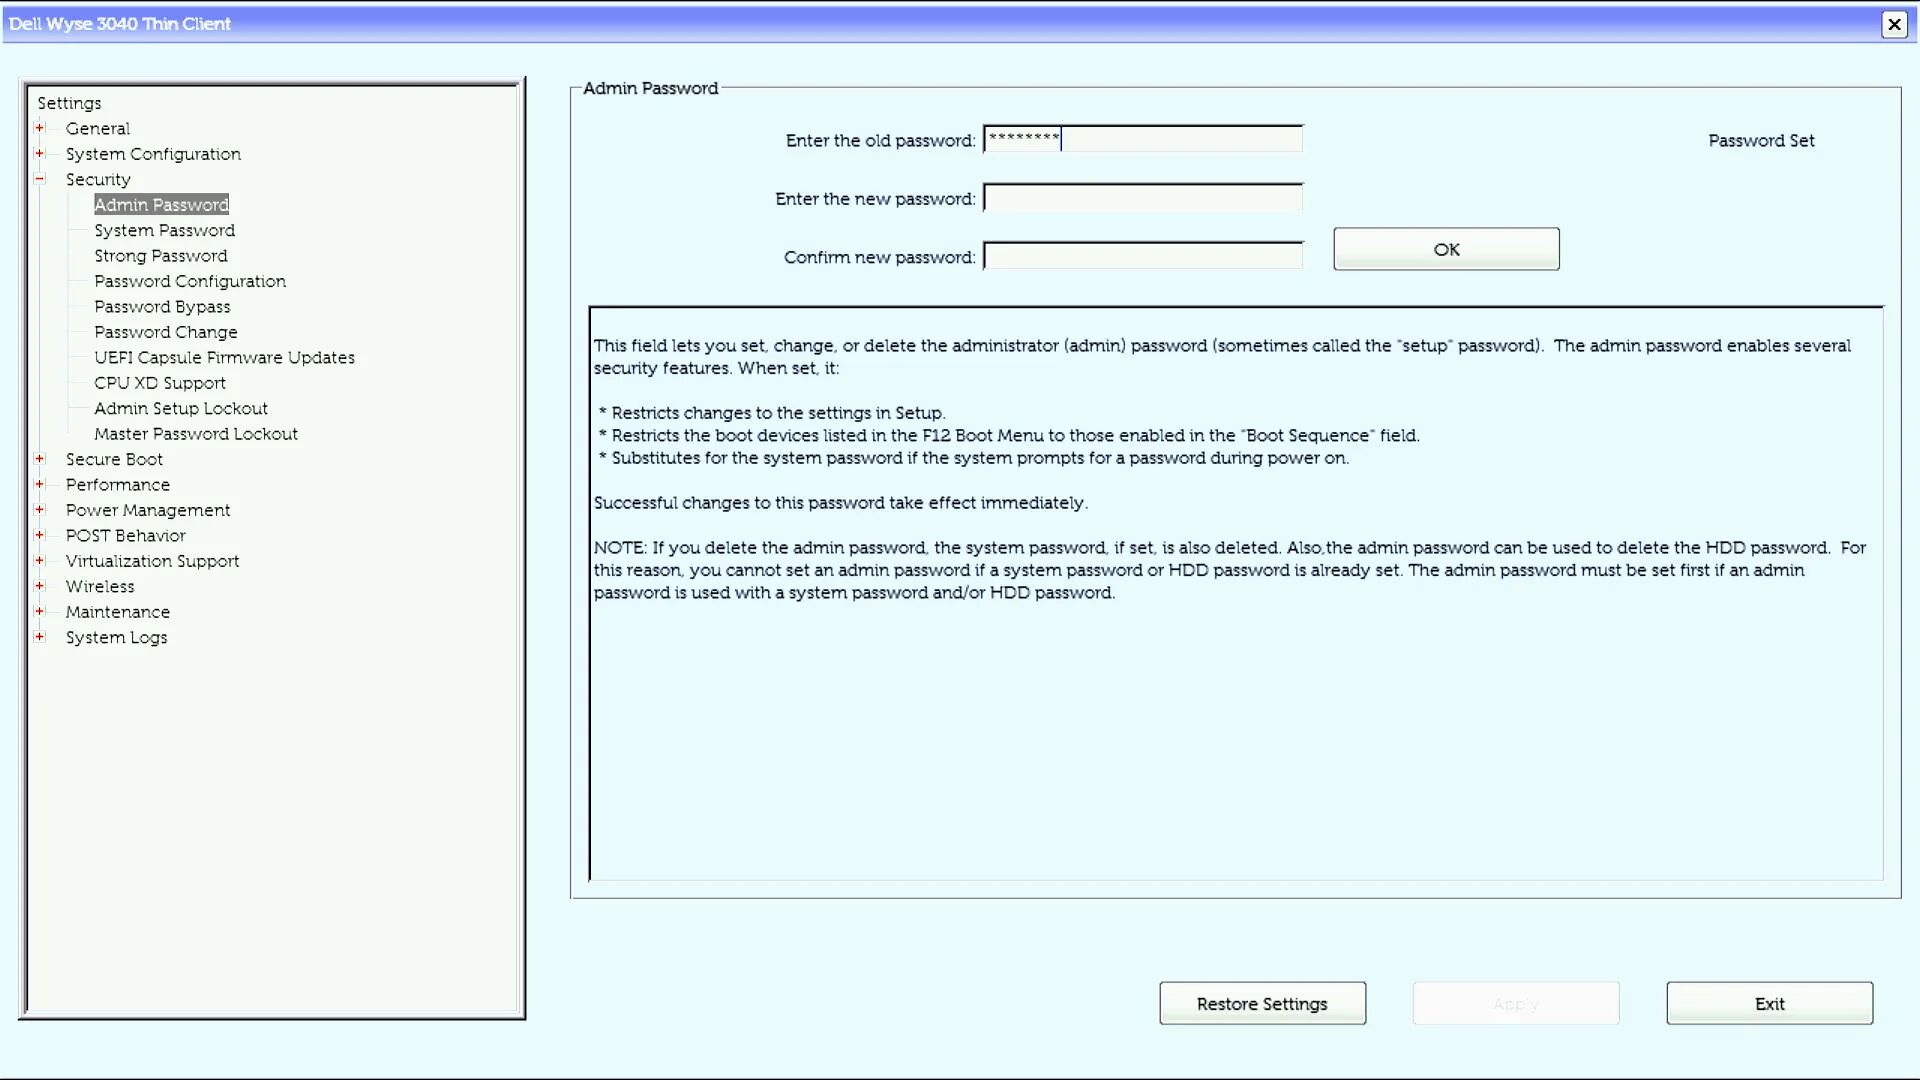 Dell Wyse 3040 Thin Client
Settings
General
System Configuration
Security
Admin Password
System Password
Strong Password
Password Configuration
Password Bypass
Password Change
UEFI Capsule Firmware Updates
CPU XD Support
Admin Setup Lockout
Master Password Lockout
Secure Boot
Performance
Power Management
POST Behavior
Virtualization Support
Wireless
Maintenance
System Logs
Admin Password
Enter the old password: ********
Password Set
Enter the new password:
Confirm new password:
OK
This field lets you set, change, or delete the administrator (admin) password (sometimes called the "setup" password).  The admin password enables several
security features. When set, it:
* Restricts changes to the settings in Setup.
* Restricts the boot devices listed in the F12 Boot Menu to those enabled in the "Boot Sequence" field.
* Substitutes for the system password if the system prompts for a password during power on.
Successful changes to this password take effect immediately.
NOTE: If you delete the admin password, the system password, if set, is also deleted. Also,the admin password can be used to delete the HDD password.  For
this reason, you cannot set an admin password if a system password or HDD password is already set. The admin password must be set first if an admin
password is used with a system password and/or HDD password.
Restore Settings
Apply
Exit